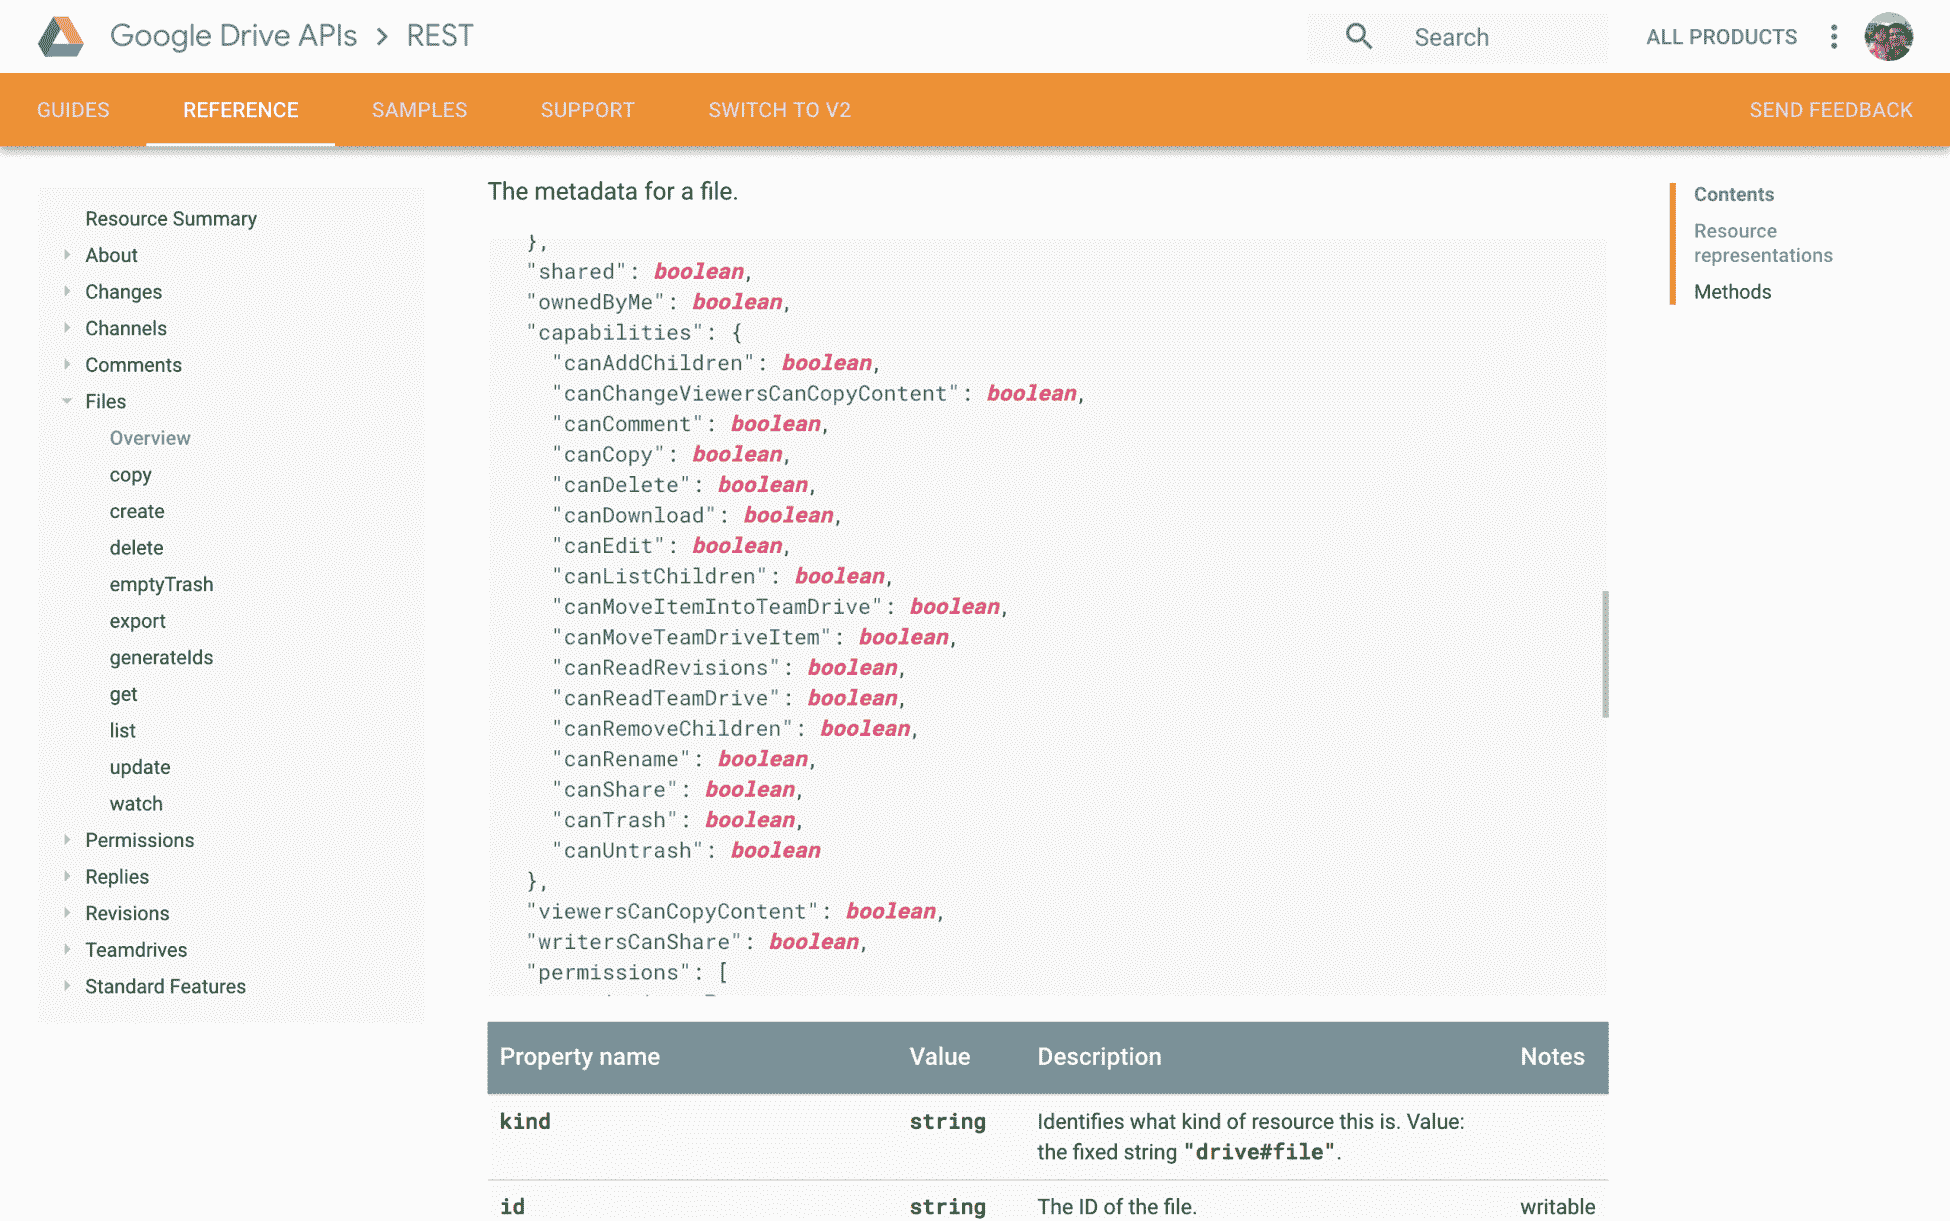 Google Drive APIs > REST
Search
ALL PRODUCTS
GUIDES
REFERENCE
SAMPLES
SUPPORT
SWITCH TO V2
SEND FEEDBACK
Resource Summary
About
Changes
Channels
Comments
Files
Overview
copy
create
delete
emptyTrash
export
generateIds
get
list
update
watch
Permissions
Replies
Revisions
Teamdrives
Standard Features
The metadata for a file.
},
"shared": boolean,
"ownedByMe": boolean,
"capabilities": {
"canAddChildren": boolean,
"canChangeViewersCanCopyContent": boolean,
"canComment": boolean,
"canCopy": boolean,
"canDelete": boolean,
"canDownload": boolean,
"canEdit": boolean,
"canListChildren": boolean,
"canMoveItemIntoTeamDrive": boolean,
"canMoveTeamDriveItem": boolean,
"canReadRevisions": boolean,
"canReadTeamDrive": boolean,
"canRemoveChildren": boolean,
"canRename": boolean,
"canShare": boolean,
"canTrash": boolean,
"canUntrash": boolean
},
"viewersCanCopyContent": boolean,
"writersCanShare": boolean,
"permissions": [
Property name Value Description Notes
kind string Identifies what kind of resource this is. Value:
the fixed string "drive#file".
id string The ID of the file. writable
Contents
Resource
representations
Methods